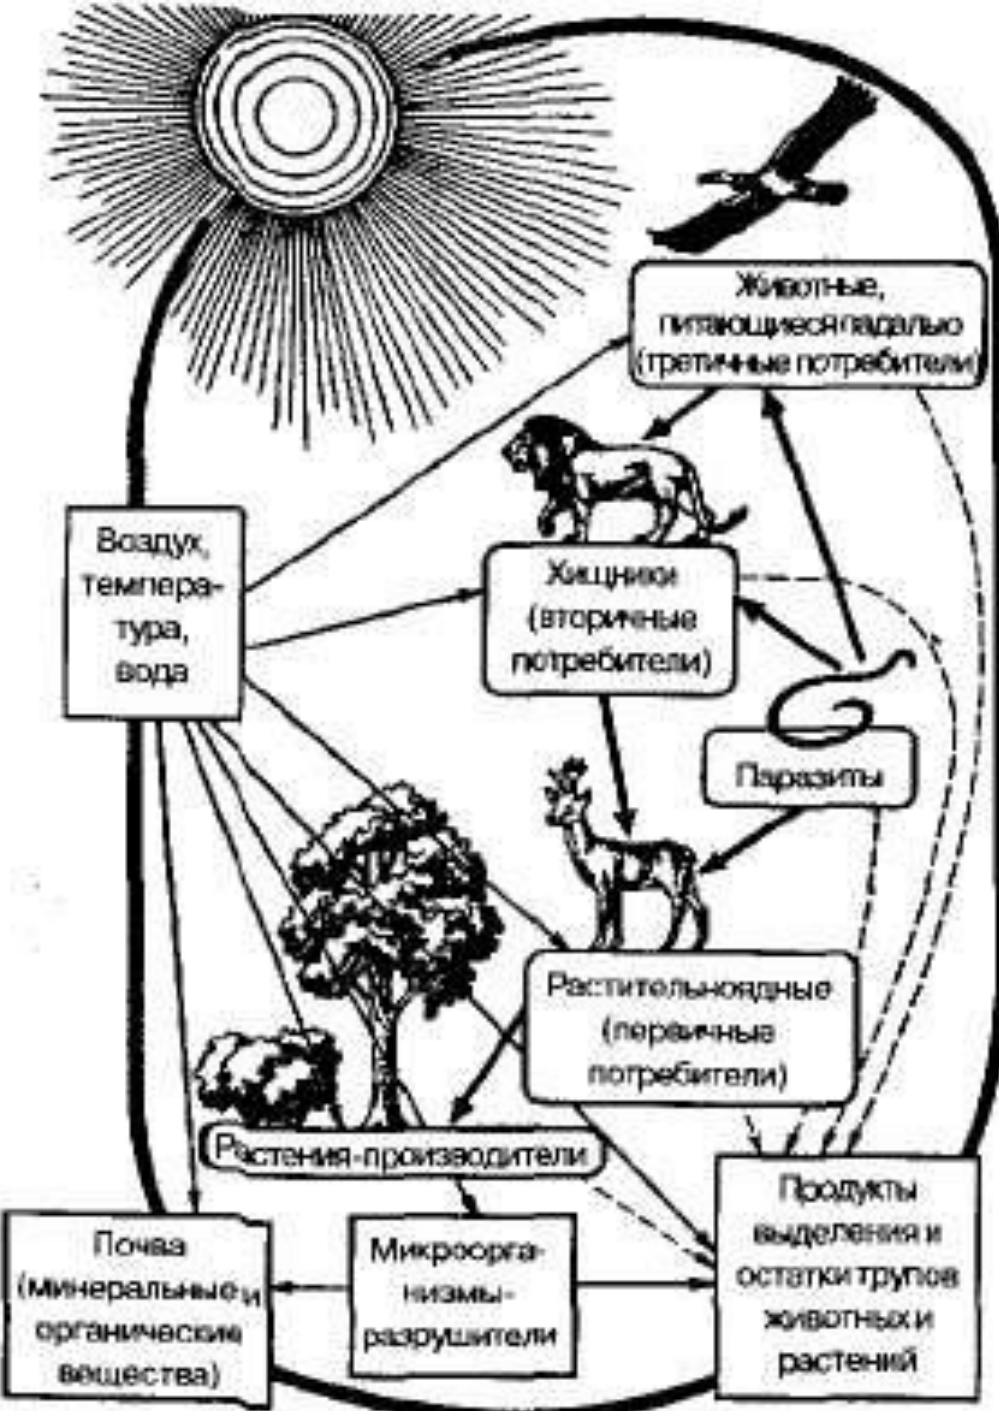 Животные,
питающиеся падалью
(третичные потребители)
Воздух,
темпера-
тура,
вода
Хищники
(вторичные
потребители)
Паразиты
Растительноядные
(первичные
потребители)
Растения-производители
Почва
(минеральные и
органические
вещества)
Микроорга-
низмы-
разрушители
Продукты
выделения и
остатки трупов
животных и
растений